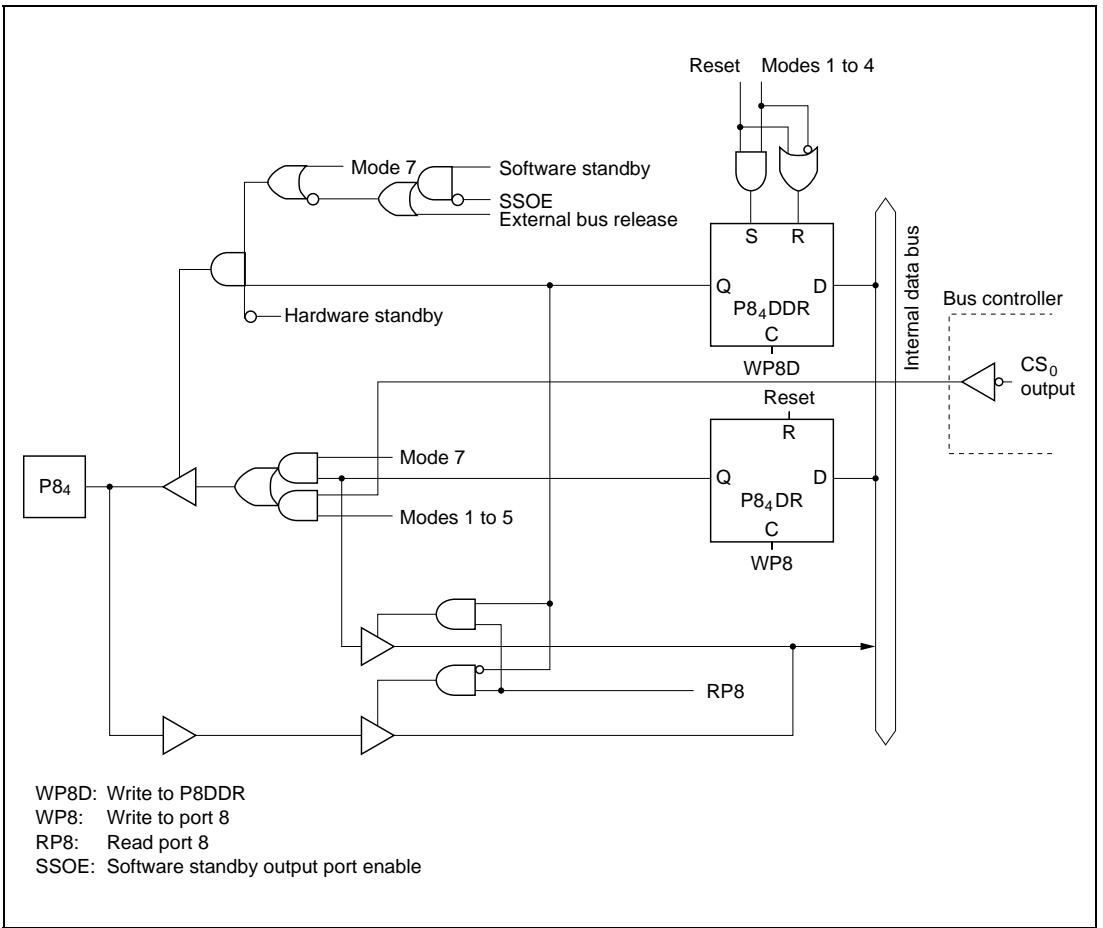 Reset Modes 1 to 4
Mode 7
Software standby
SSOE
External bus release
Hardware standby
S R
Q D
P8₄DDR
C
WP8D
Internal data bus
Bus controller
CS₀
output
Reset
R
Q D
P8₄DR
C
WP8
Mode 7
Modes 1 to 5
P8₄
RP8
WP8D: Write to P8DDR
WP8: Write to port 8
RP8: Read port 8
SSOE: Software standby output port enable